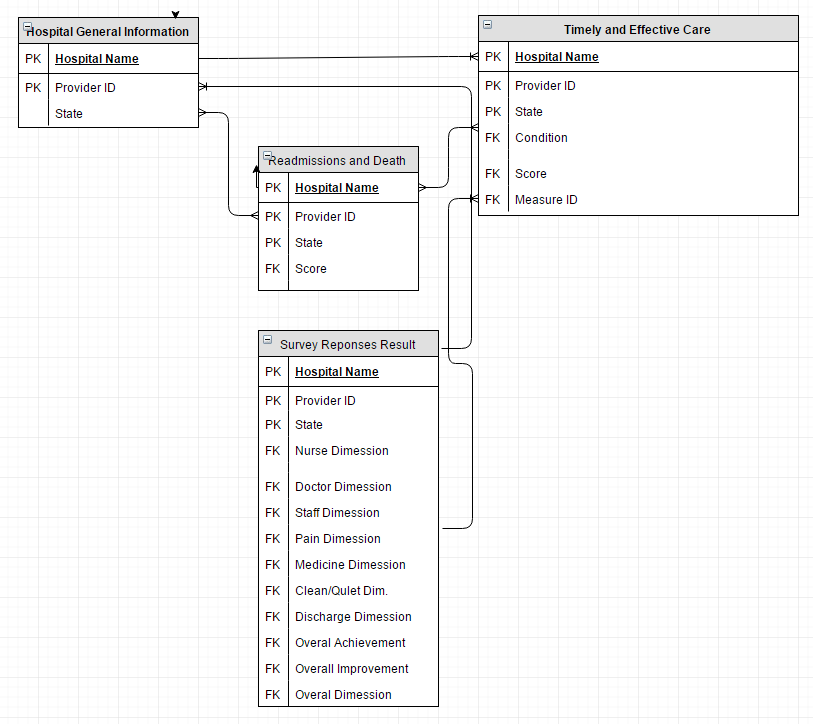 Hospital General Information
PK Hospital Name
PK Provider ID
State
Timely and Effective Care
PK Hospital Name
PK Provider ID
PK State
FK Condition
FK Score
FK Measure ID
Readmissions and Death
PK Hospital Name
PK Provider ID
PK State
FK Score
Survey Reponses Result
PK Hospital Name
PK Provider ID
PK State
FK Nurse Dimession
FK Doctor Dimession
FK Staff Dimession
FK Pain Dimession
FK Medicine Dimession
FK Clean/Qulet Dim.
FK Discharge Dimession
FK Overal Achievement
FK Overall Improvement
FK Overal Dimession